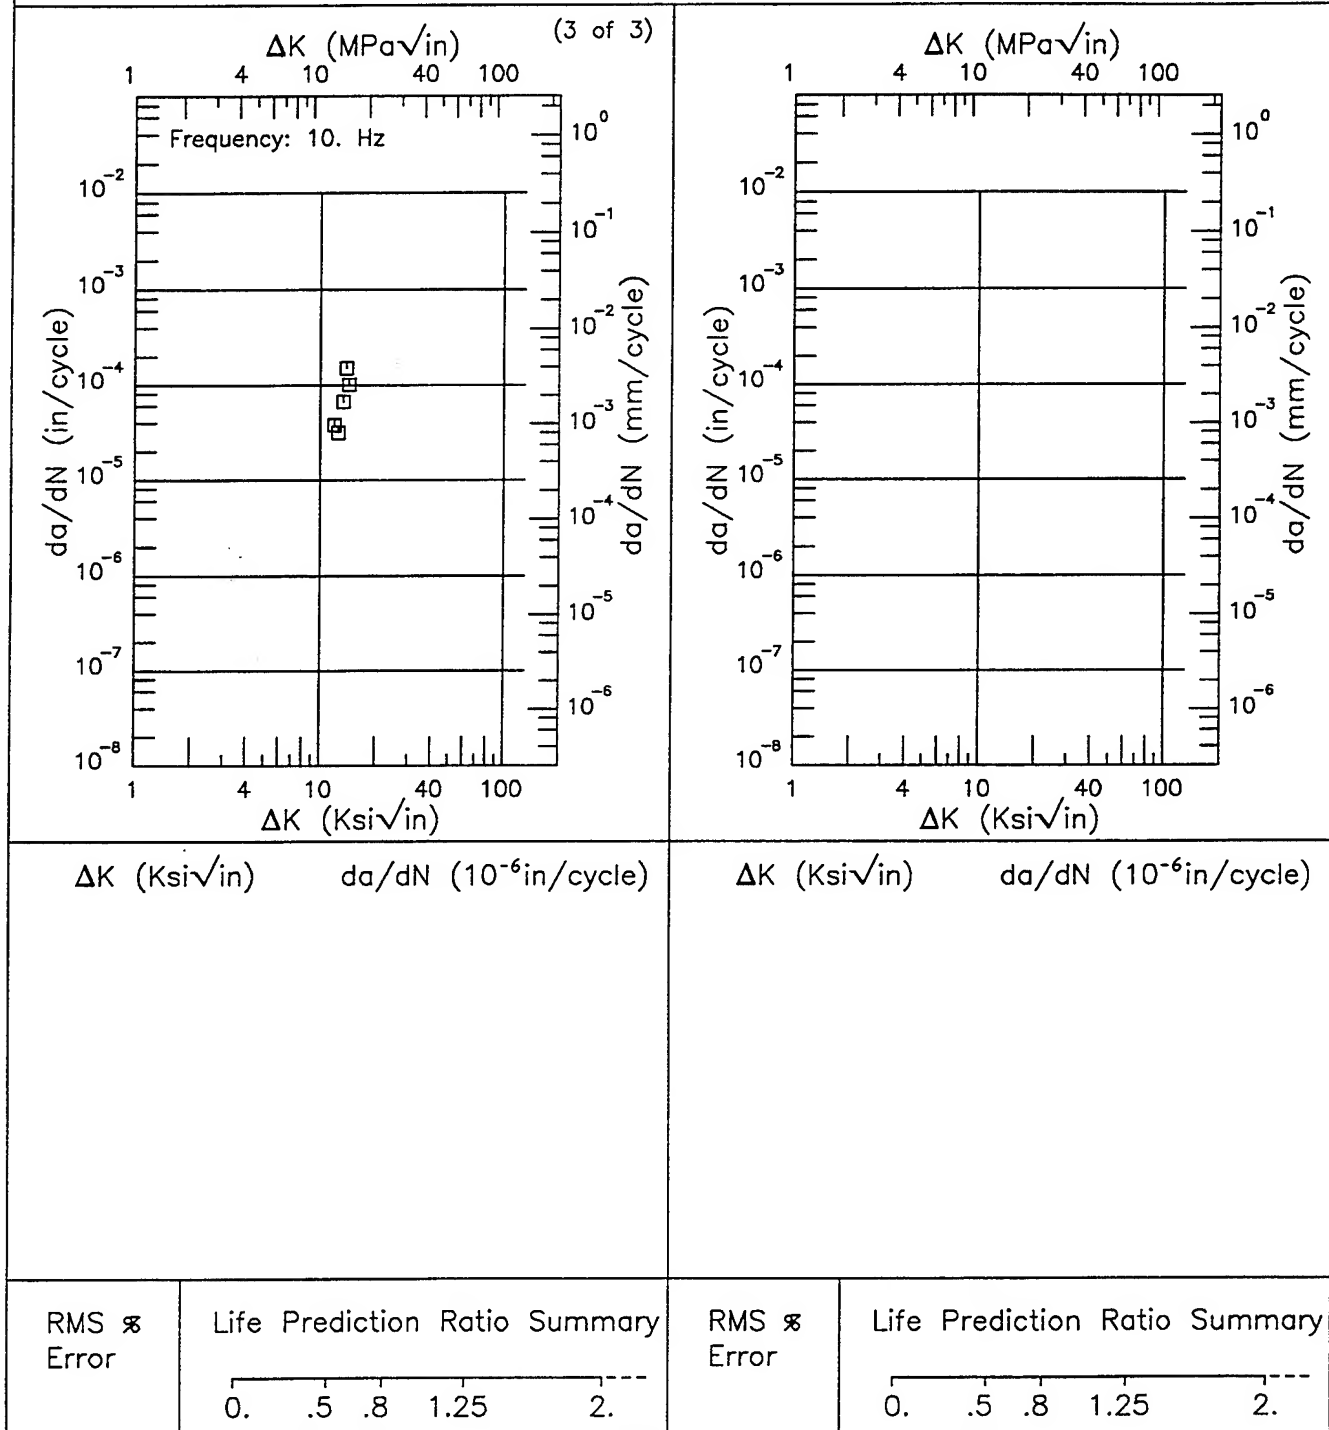 (3 of 3)
ΔK (MPa√in)
1 4 10 40 100
Frequency: 10. Hz
10⁻²
10⁻³
10⁻⁴
10⁻⁵
10⁻⁶
10⁻⁷
10⁻⁸
da/dN (in/cycle)
10⁰
10⁻¹
10⁻²
10⁻³
10⁻⁴
10⁻⁵
10⁻⁶
da/dN (mm/cycle)
1 4 10 40 100
ΔK (Ksi√in)
ΔK (MPa√in)
1 4 10 40 100
10⁻²
10⁻³
10⁻⁴
10⁻⁵
10⁻⁶
10⁻⁷
10⁻⁸
da/dN (in/cycle)
10⁰
10⁻¹
10⁻²
10⁻³
10⁻⁴
10⁻⁵
10⁻⁶
da/dN (mm/cycle)
1 4 10 40 100
ΔK (Ksi√in)
ΔK (Ksi√in) da/dN (10⁻⁶in/cycle)
ΔK (Ksi√in) da/dN (10⁻⁶in/cycle)
RMS %
Error
Life Prediction Ratio Summary
0. .5 .8 1.25 2.
RMS %
Error
Life Prediction Ratio Summary
0. .5 .8 1.25 2.